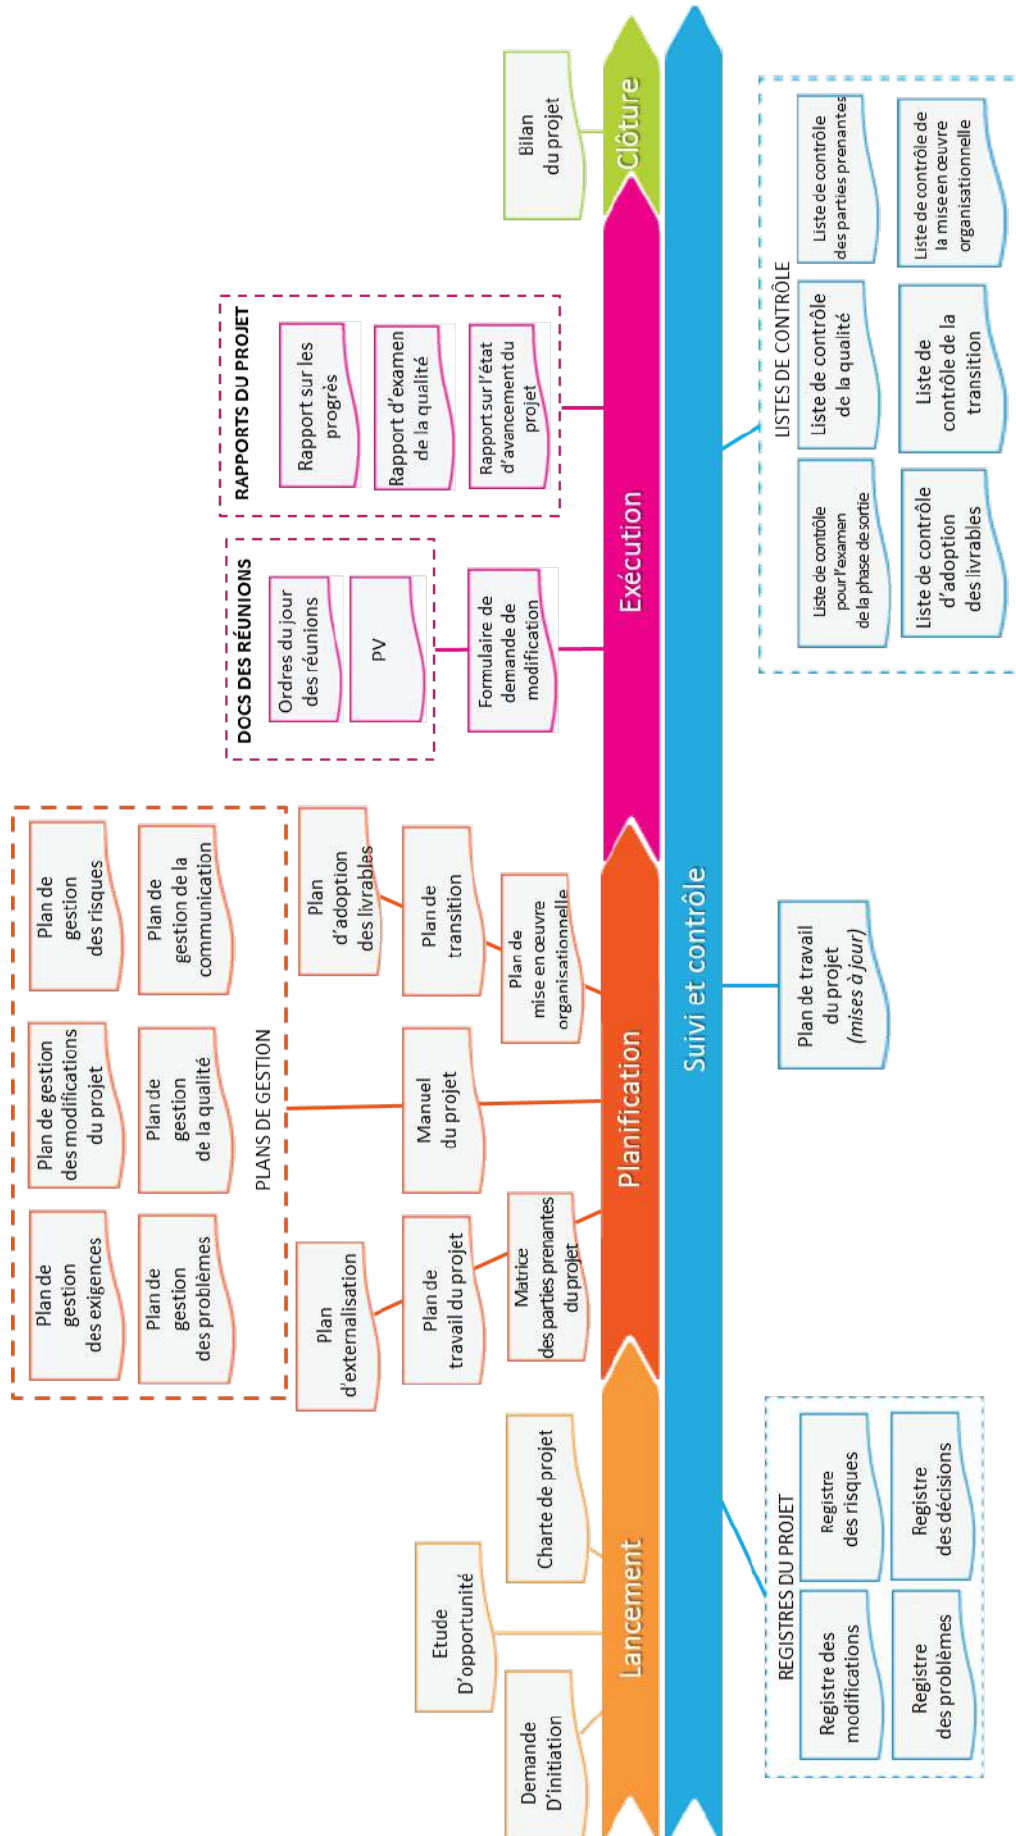 Plan de
gestion
des exigences
Plan de gestion
des modifications
du projet
Plan de
gestion
des risques
Plan de
gestion
des problèmes
Plan de
gestion
de la qualité
Plan de
gestion de la
communication
PLANS DE GESTION
Plan
d'externalisation
Plan de
travail du projet
Matrice
des parties prenantes
du projet
Manuel
du projet
Plan
d'adoption
des livrables
Plan de
transition
Plan de
mise en œuvre
organisationnelle
DOCS DES RÉUNIONS
Ordres du jour
des réunions
PV
Formulaire de
demande de
modification
RAPPORTS DU PROJET
Rapport sur les
progrès
Rapport d'examen
de la qualité
Rapport sur l'état
d'avancement du
projet
Etude
D'opportunité
Demande
D'initiation
Charte de projet
Bilan
du projet
Lancement
Planification
Exécution
Clôture
Suivi et contrôle
REGISTRES DU PROJET
Registre des
modifications
Registre
des risques
Registre
des problèmes
Registre
des décisions
Plan de travail
du projet
(mises à jour)
LISTES DE CONTRÔLE
Liste de contrôle
pour l'examen
de la phase de sortie
Liste de contrôle
de la qualité
Liste de contrôle
des parties prenantes
Liste de contrôle
d'adoption
des livrables
Liste de
contrôle de la
transition
Liste de contrôle de
la mise en œuvre
organisationnelle